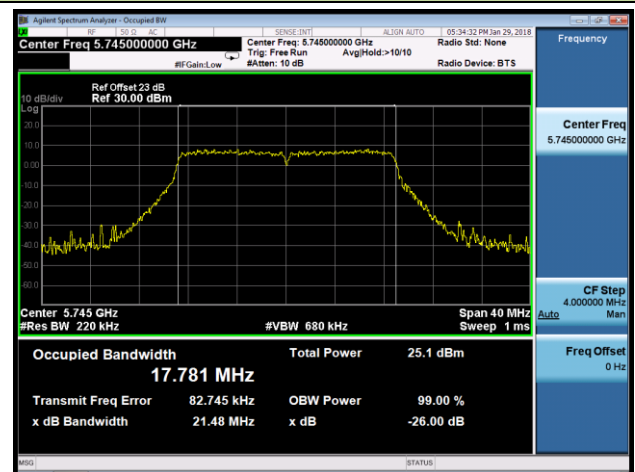 Agilent Spectrum Analyzer - Occupied BW
RF 50 Ω AC SENSE:INT ALIGN AUTO 05:34:32 PM Jan 29, 2018
Center Freq 5.745000000 GHz Center Freq: 5.745000000 GHz Radio Std: None Frequency
Trig: Free Run Avg|Hold:>10/10
#IFGain:Low #Atten: 10 dB Radio Device: BTS
Ref Offset 23 dB
10 dB/div Ref 30.00 dBm
Log
20.0
10.0
0.00
-10.0
-20.0
-30.0
-40.0
-50.0
-60.0
Center Freq
5.745000000 GHz
Center 5.745 GHz Span 40 MHz
#Res BW 220 kHz #VBW 680 kHz Sweep 1 ms
CF Step
4.000000 MHz
Auto Man
Occupied Bandwidth Total Power 25.1 dBm
17.781 MHz
Transmit Freq Error 82.745 kHz OBW Power 99.00 %
x dB Bandwidth 21.48 MHz x dB -26.00 dB
Freq Offset
0 Hz
MSG STATUS